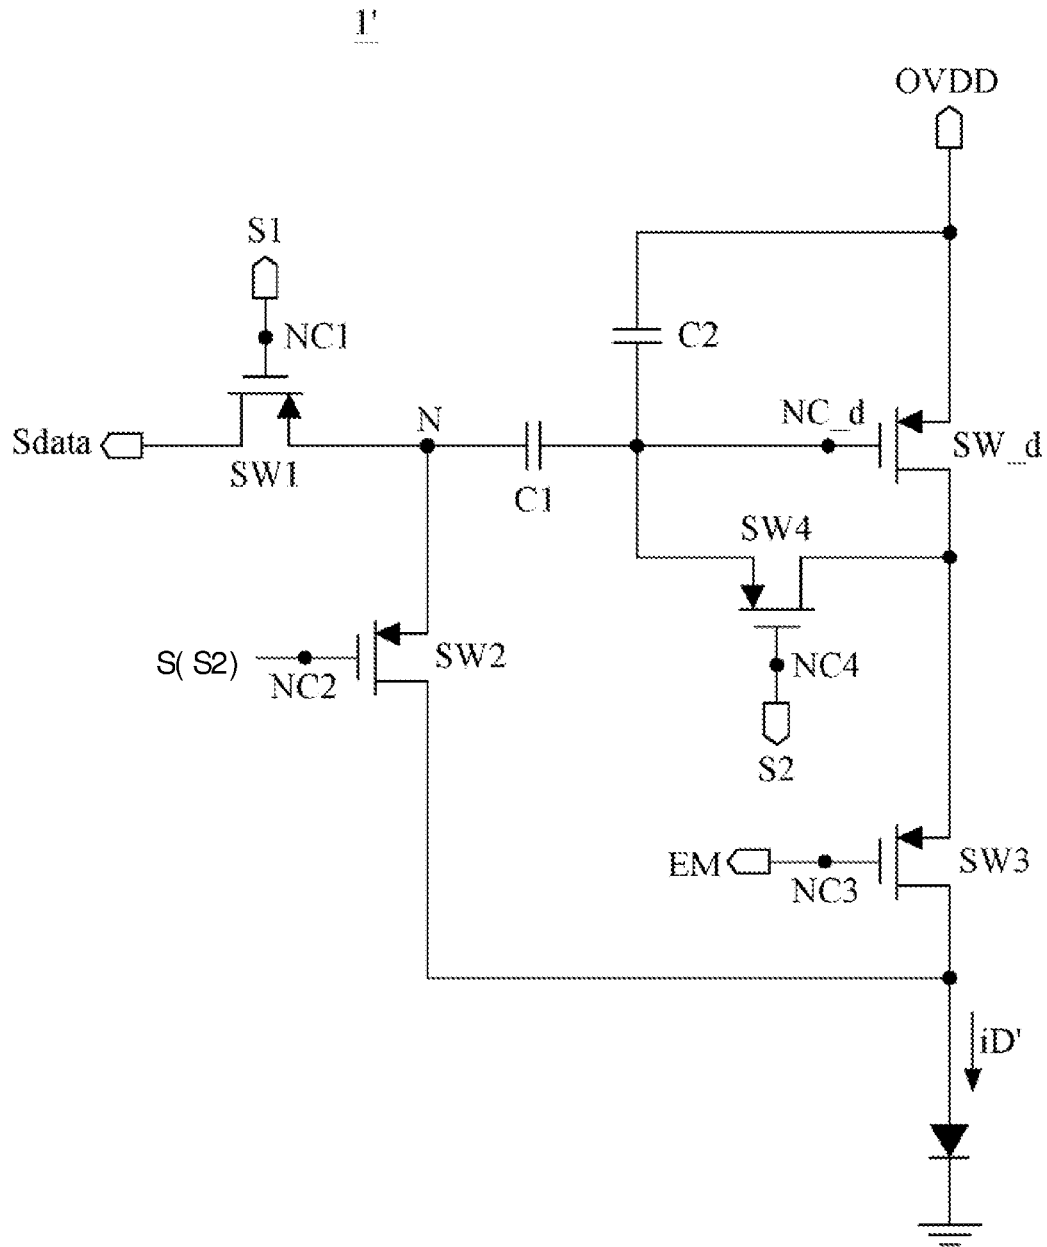 1'
OVDD
S1
NC1
C2
Sdata
SW1
N
C1
NC_d
SW_d
SW4
S( S2)
NC2
SW2
NC4
S2
EM
NC3
SW3
iD'